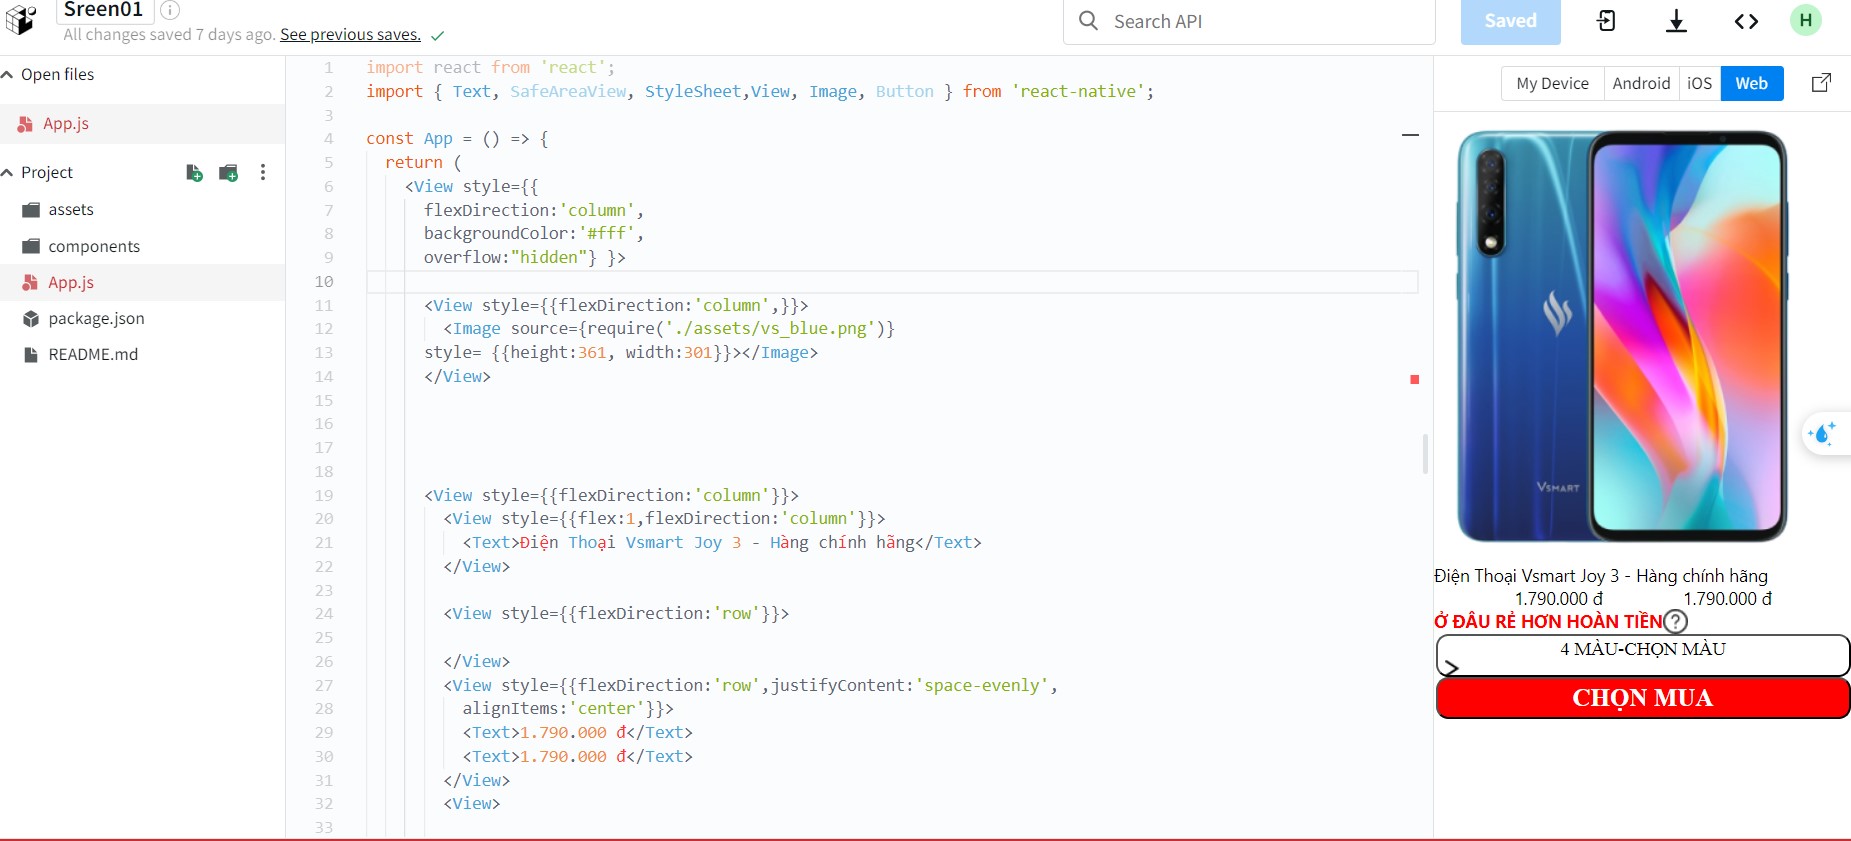 Sreen01
All changes saved 7 days ago. See previous saves.
Search API
Saved
H
Open files
App.js
Project
assets
components
App.js
package.json
README.md
1 import react from 'react';
2 import { Text, SafeAreaView, StyleSheet,View, Image, Button } from 'react-native';
3
4 const App = () => {
5 return (
6 <View style={{
7 flexDirection:'column',
8 backgroundColor:'#fff',
9 overflow:"hidden"} }>
10
11 <View style={{flexDirection:'column',}}>
12 <Image source={require('./assets/vs_blue.png')}
13 style= {{height:361, width:301}}></Image>
14 </View>
15
16
17
18
19 <View style={{flexDirection:'column'}}>
20 <View style={{flex:1,flexDirection:'column'}}>
21 <Text>Điện Thoại Vsmart Joy 3 - Hàng chính hãng</Text>
22 </View>
23
24 <View style={{flexDirection:'row'}}>
25
26 </View>
27 <View style={{flexDirection:'row',justifyContent:'space-evenly',
28 alignItems:'center'}}>
29 <Text>1.790.000 đ</Text>
30 <Text>1.790.000 đ</Text>
31 </View>
32 <View>
33
My Device Android iOS Web
VSMART
Điện Thoại Vsmart Joy 3 - Hàng chính hãng
1.790.000 đ 1.790.000 đ
Ở ĐÂU RẺ HƠN HOÀN TIỀN?
4 MÀU-CHỌN MÀU
CHỌN MUA